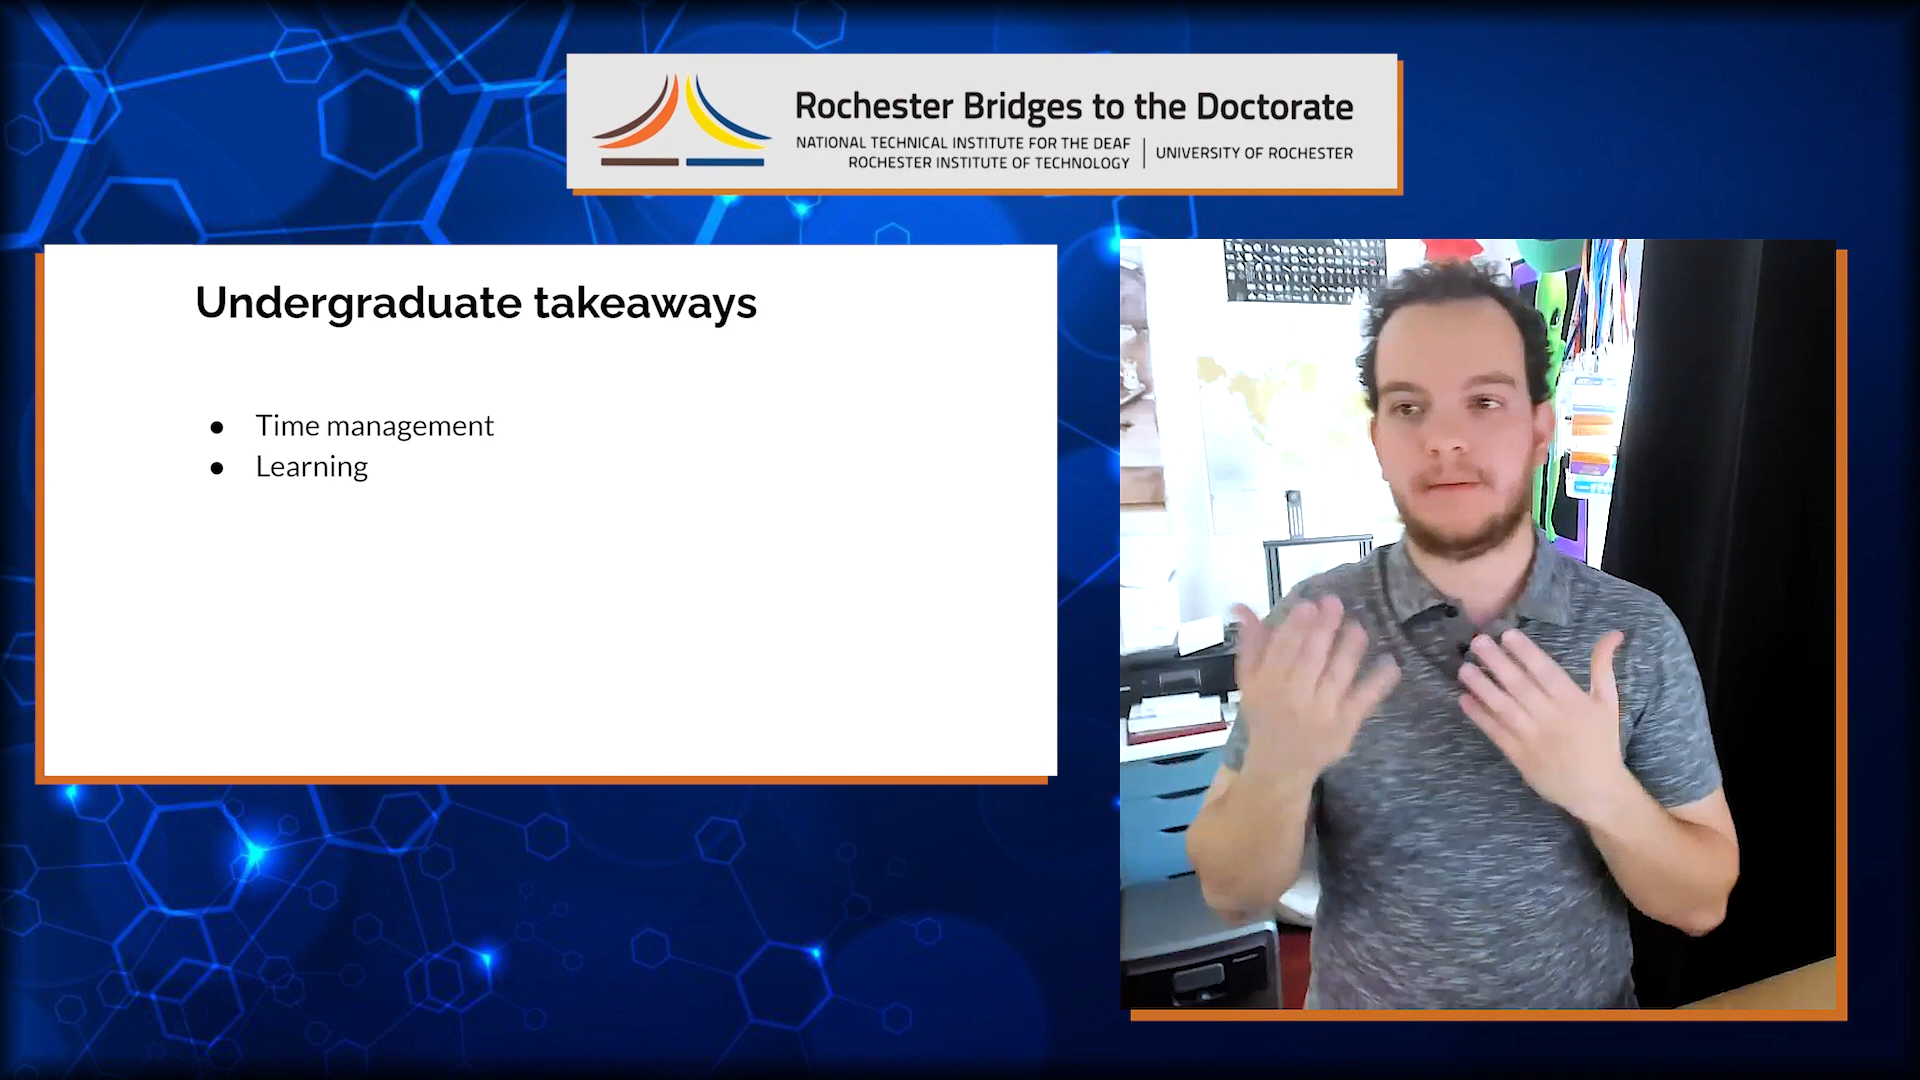 Rochester Bridges to the Doctorate
NATIONAL TECHNICAL INSTITUTE FOR THE DEAF
ROCHESTER INSTITUTE OF TECHNOLOGY
UNIVERSITY OF ROCHESTER
Undergraduate takeaways
● Time management
● Learning